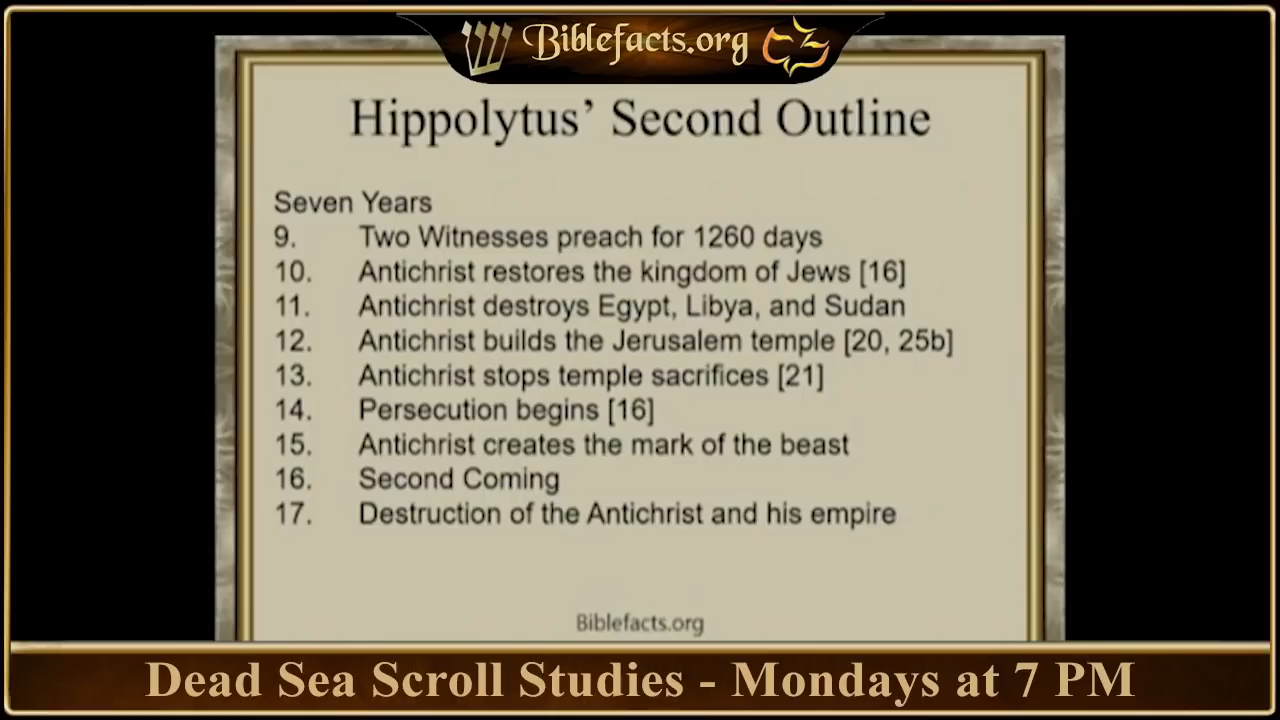 Biblefacts.org
Hippolytus’ Second Outline
Seven Years
9. Two Witnesses preach for 1260 days
10. Antichrist restores the kingdom of Jews [16]
11. Antichrist destroys Egypt, Libya, and Sudan
12. Antichrist builds the Jerusalem temple [20, 25b]
13. Antichrist stops temple sacrifices [21]
14. Persecution begins [16]
15. Antichrist creates the mark of the beast
16. Second Coming
17. Destruction of the Antichrist and his empire
Biblefacts.org
Dead Sea Scroll Studies - Mondays at 7 PM